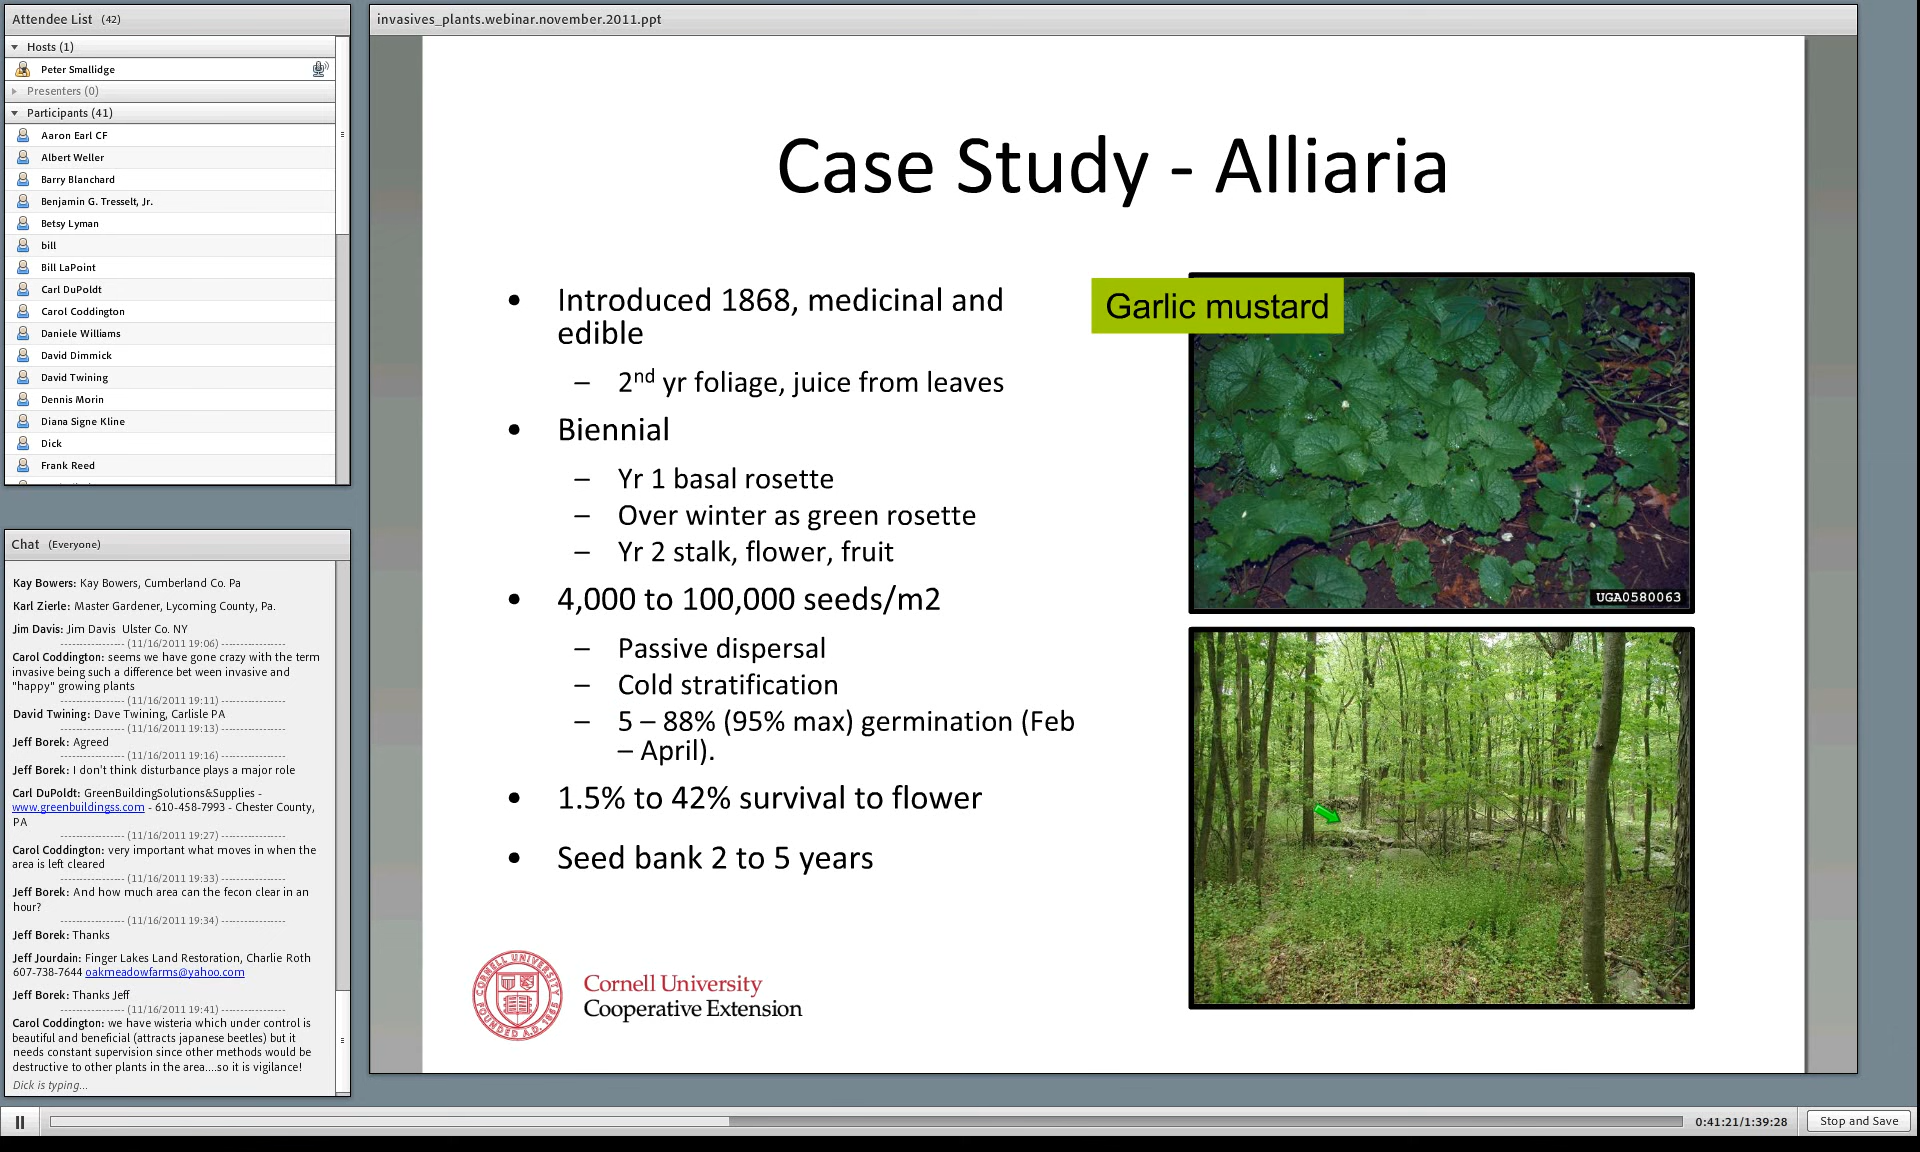 Attendee List (42)
Hosts (1)
Peter Smallidge
Presenters (0)
Participants (41)
Aaron Earl CF
Albert Weller
Barry Blanchard
Benjamin G. Tresselt, Jr.
Betsy Lyman
bill
Bill LaPoint
Carl DuPoldt
Carol Coddington
Daniele Williams
David Dimmick
David Twining
Dennis Morin
Diana Signe Kline
Dick
Frank Reed
Chat (Everyone)
Kay Bowers: Kay Bowers, Cumberland Co. Pa
Karl Zierle: Master Gardener, Lycoming County, Pa.
Jim Davis: Jim Davis Ulster Co. NY
----------------- (11/16/2011 19:06) -----------------
Carol Coddington: seems we have gone crazy with the term
invasive being such a difference bet ween invasive and
"happy" growing plants
----------------- (11/16/2011 19:11) -----------------
David Twining: Dave Twining, Carlisle PA
----------------- (11/16/2011 19:13) -----------------
Jeff Borek: Agreed
----------------- (11/16/2011 19:16) -----------------
Jeff Borek: I don't think disturbance plays a major role
Carl DuPoldt: GreenBuildingSolutions&Supplies -
www.greenbuildingss.com - 610-458-7993 - Chester County,
PA
----------------- (11/16/2011 19:27) -----------------
Carol Coddington: very important what moves in when the
area is left cleared
----------------- (11/16/2011 19:33) -----------------
Jeff Borek: And how much area can the fecon clear in an
hour?
----------------- (11/16/2011 19:34) -----------------
Jeff Borek: Thanks
Jeff Jourdain: Finger Lakes Land Restoration, Charlie Roth
607-738-7644 oakmeadowfarms@yahoo.com
Jeff Borek: Thanks Jeff
----------------- (11/16/2011 19:41) -----------------
Carol Coddington: we have wisteria which under control is
beautiful and beneficial (attracts japanese beetles) but it
needs constant supervision since other methods would be
destructive to other plants in the area....so it is vigilance!
Dick is typing...
invasives_plants.webinar.november.2011.ppt
Case Study - Alliaria
• Introduced 1868, medicinal and
edible
– 2nd yr foliage, juice from leaves
• Biennial
– Yr 1 basal rosette
– Over winter as green rosette
– Yr 2 stalk, flower, fruit
• 4,000 to 100,000 seeds/m2
– Passive dispersal
– Cold stratification
– 5 – 88% (95% max) germination (Feb
– April).
• 1.5% to 42% survival to flower
• Seed bank 2 to 5 years
Garlic mustard
UGA0580063
CORNELL UNIVERSITY
FOUNDED A.D. 1865
Cornell University
Cooperative Extension
0:41:21/1:39:28
Stop and Save